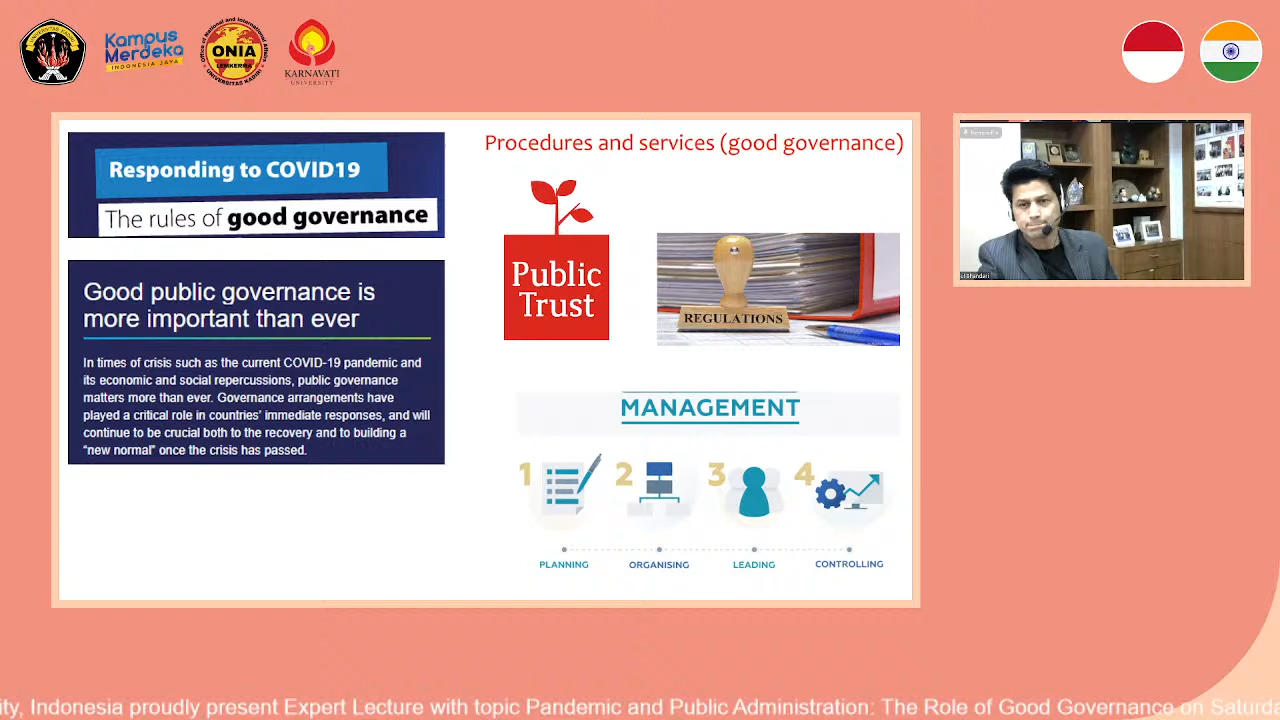 Kampus
Merdeka
INDONESIA JAYA
ONIA
KARNAVATI
UNIVERSITY
Responding to COVID19
The rules of good governance
Good public governance is
more important than ever
In times of crisis such as the current COVID-19 pandemic and
its economic and social repercussions, public governance
matters more than ever. Governance arrangements have
played a critical role in countries' immediate responses, and will
continue to be crucial both to the recovery and to building a
“new normal” once the crisis has passed.
Procedures and services (good governance)
Public
Trust
REGULATIONS
MANAGEMENT
1 2 3 4
PLANNING ORGANISING LEADING CONTROLLING
ul Bhandari
ity, Indonesia proudly present Expert Lecture with topic Pandemic and Public Administration: The Role of Good Governance on Saturda